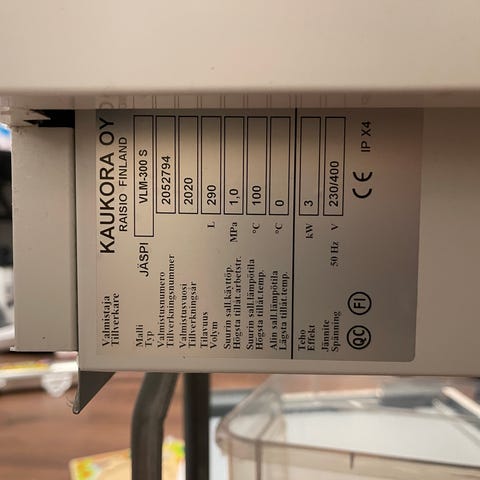 Valmistaja
Tillverkare
KAUKORA OY
RAISIO FINLAND
Malli
Typ
JÄSPI VLM-300 S
Valmistusnumero
Tillverkningsnummer
2052794
Valmistusvuosi
Tillverkningsår
2020
Tilavuus
Volym
L 290
Suurin sall.käyttöp.
Högsta tillåt.arbetstr.
MPa 1,0
Suurin sall.lämpötila
Högsta tillåt.temp.
°C 100
Alin sall lämpötila
Lägsta tillåt.temp.
°C 0
Teho
Effekt
kW 3
Jännite
Spänning
50 Hz V 230/400
QC FI CE IP X4